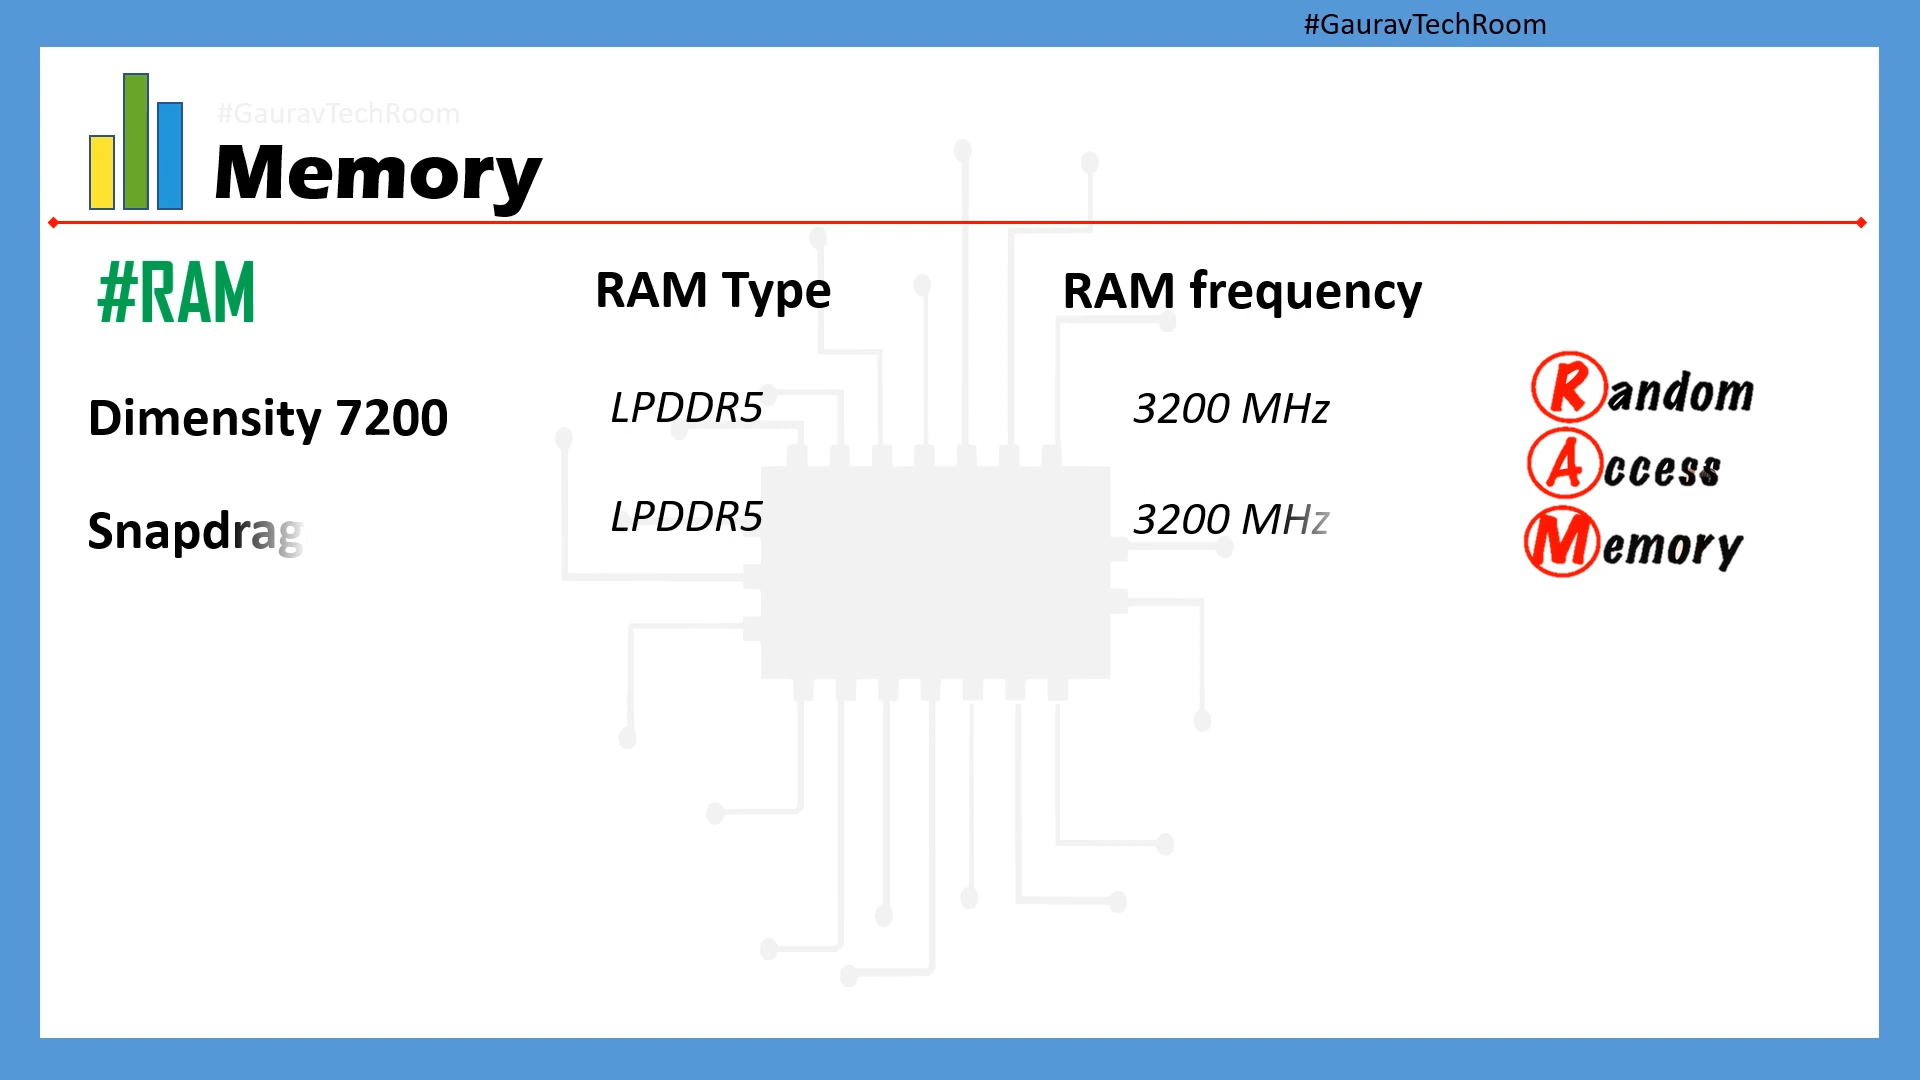 #GauravTechRoom
#GauravTechRoom
Memory
#RAM RAM Type RAM frequency
Dimensity 7200 LPDDR5 3200 MHz
Snapdrag LPDDR5 3200 MHz
Random
Access
Memory